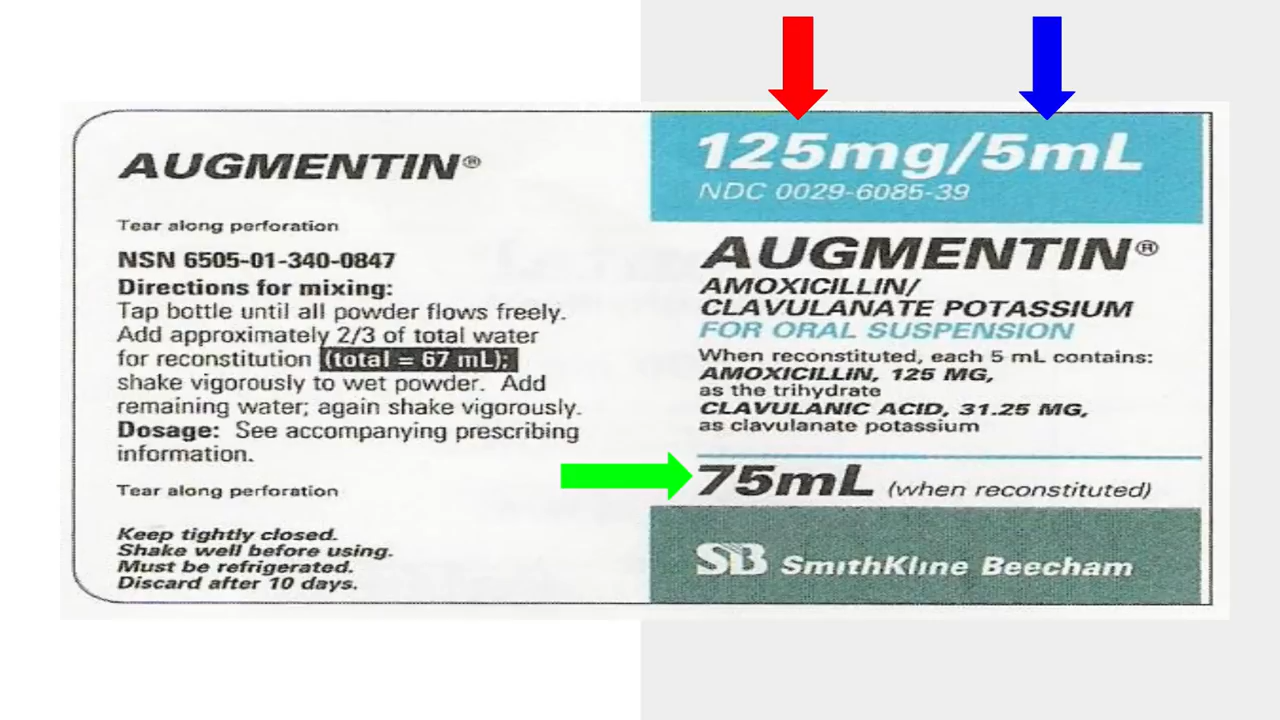 AUGMENTIN®
Tear along perforation
NSN 6505-01-340-0847
Directions for mixing:
Tap bottle until all powder flows freely.
Add approximately 2/3 of total water
for reconstitution (total = 67 mL);
shake vigorously to wet powder. Add
remaining water; again shake vigorously.
Dosage: See accompanying prescribing
information.
Tear along perforation
Keep tightly closed.
Shake well before using.
Must be refrigerated.
Discard after 10 days.
125mg/5mL
NDC 0029-6085-39
AUGMENTIN®
AMOXICILLIN/
CLAVULANATE POTASSIUM
FOR ORAL SUSPENSION
When reconstituted, each 5 mL contains:
AMOXICILLIN, 125 MG,
as the trihydrate
CLAVULANIC ACID, 31.25 MG,
as clavulanate potassium
75mL (when reconstituted)
SB SmithKline Beecham